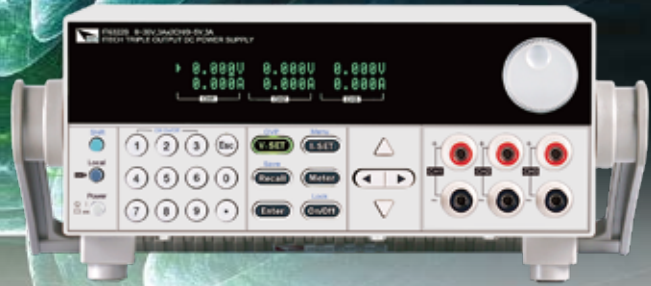 0-30V,3Ax2CH/0-5V,3A
ITECH TRIPLE OUTPUT DC POWER SUPPLY
0.000V 0.000V 0.000V
0.000A 0.000A 0.000A
Shift
Local
Power
1 2 3 Esc
4 5 6 0
7 8 9 .
OVP Menu
V-SET I-SET
Save
Recall Meter
Lock
Enter On/Off